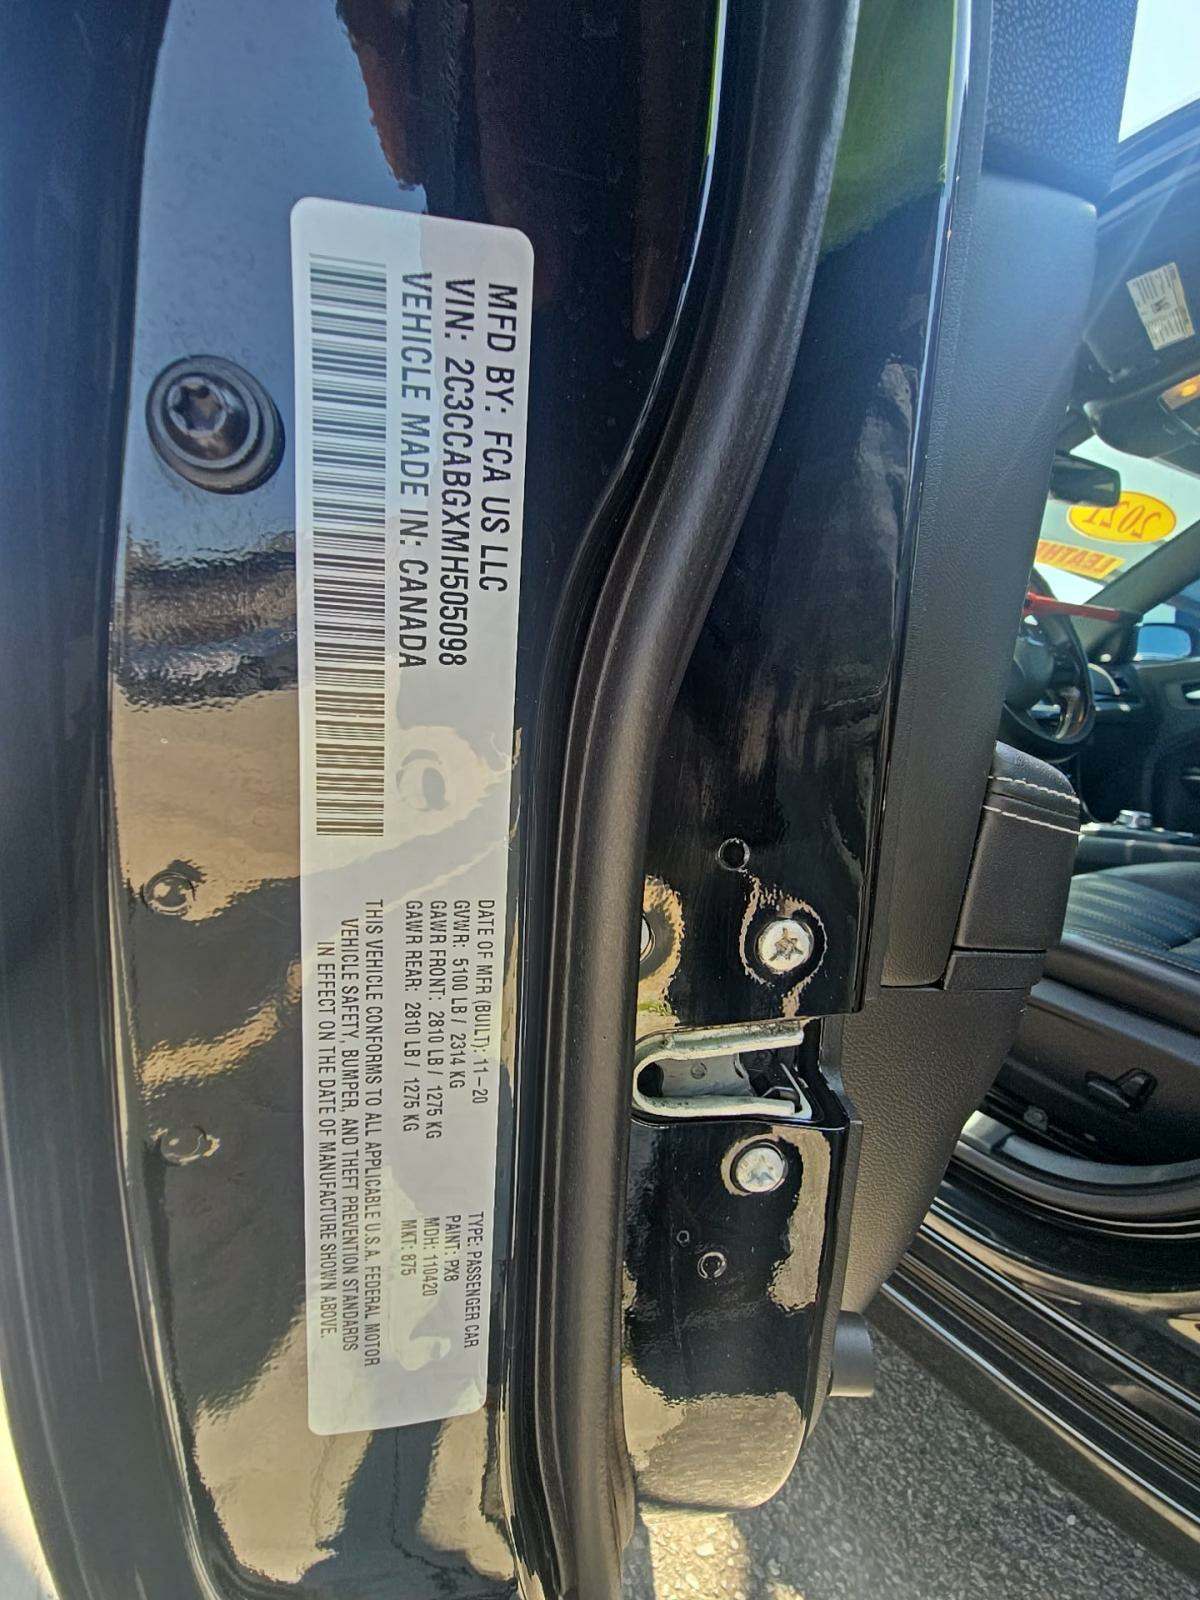 MFD BY: FCA US LLC
VIN: 2C3CCABGXMH505098
VEHICLE MADE IN: CANADA
DATE OF MFR (BUILT): 11-20
GVWR: 5100 LB / 2314 KG
GAWR FRONT: 2810 LB / 1275 KG
GAWR REAR: 2810 LB / 1275 KG
TYPE: PASSENGER CAR
PAINT: PX8
MDH: 110420
MKT: 875
THIS VEHICLE CONFORMS TO ALL APPLICABLE U.S.A. FEDERAL MOTOR
VEHICLE SAFETY, BUMPER, AND THEFT PREVENTION STANDARDS
IN EFFECT ON THE DATE OF MANUFACTURE SHOWN ABOVE.
2021